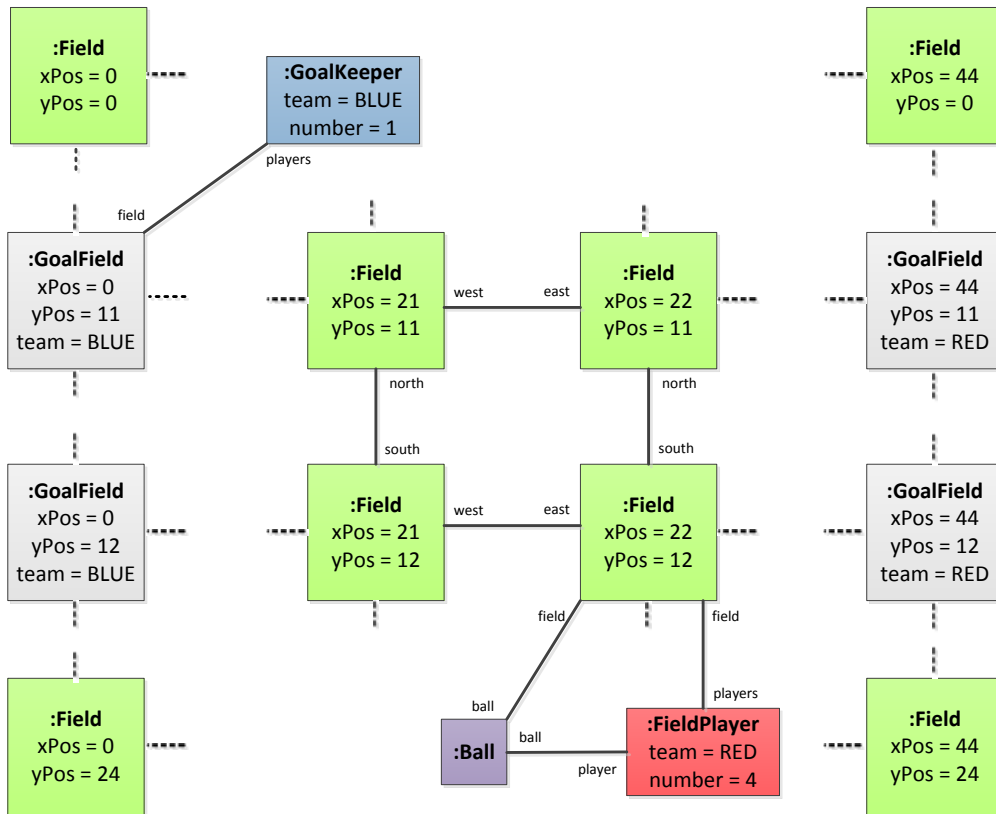 :Field
xPos = 0
yPos = 0
:GoalKeeper
team = BLUE
number = 1
players
field
:Field
xPos = 44
yPos = 0
:GoalField
xPos = 0
yPos = 11
team = BLUE
:Field
xPos = 21
yPos = 11
west
east
north
:Field
xPos = 22
yPos = 11
north
:GoalField
xPos = 44
yPos = 11
team = RED
south
south
:GoalField
xPos = 0
yPos = 12
team = BLUE
:Field
xPos = 21
yPos = 12
west
east
:Field
xPos = 22
yPos = 12
:GoalField
xPos = 44
yPos = 12
team = RED
field
field
ball
players
:Field
xPos = 0
yPos = 24
:Ball
ball
player
:FieldPlayer
team = RED
number = 4
:Field
xPos = 44
yPos = 24